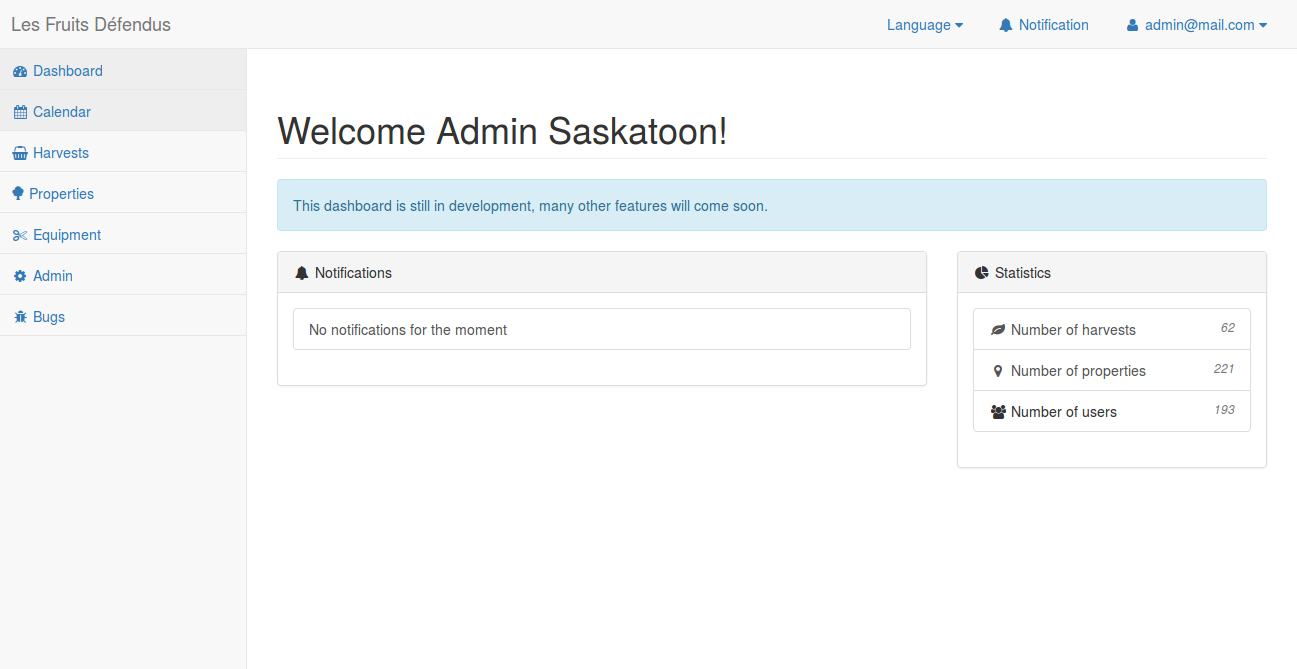 Les Fruits Défendus
Language
Notification
admin@mail.com
Dashboard
Calendar
Harvests
Properties
Equipment
Admin
Bugs
Welcome Admin Saskatoon!
This dashboard is still in development, many other features will come soon.
Notifications
No notifications for the moment
Statistics
Number of harvests 62
Number of properties 221
Number of users 193